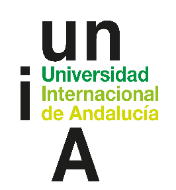 un
Universidad
i Internacional
de Andalucía
A